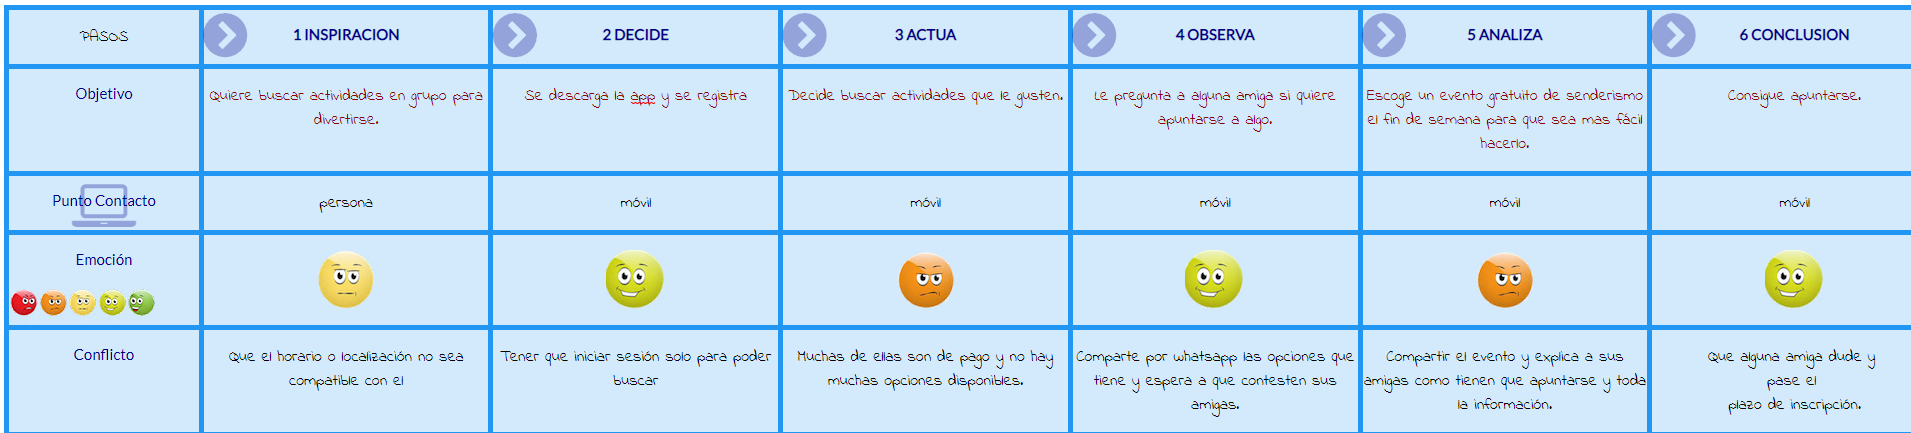 PASOS
1 INSPIRACION
2 DECIDE
3 ACTUA
4 OBSERVA
5 ANALIZA
6 CONCLUSION
Objetivo
Quiere buscar actividades en grupo para
divertirse.
Se descarga la app y se registra
Decide buscar actividades que le gusten.
Le pregunta a alguna amiga si quiere
apuntarse a algo.
Escoge un evento gratuito de senderismo
el fin de semana para que sea mas fácil
hacerlo.
Consigue apuntarse.
Punto Contacto
persona
móvil
móvil
móvil
móvil
móvil
Emoción
Conflicto
Que el horario o localización no sea
compatible con el
Tener que iniciar sesión solo para poder
buscar
Muchas de ellas son de pago y no hay
muchas opciones disponibles.
Comparte por whatsapp las opciones que
tiene y espera a que contesten sus
amigas.
Compartir el evento y explica a sus
amigas como tienen que apuntarse y toda
la información.
Que alguna amiga dude y
pase el
plazo de inscripción.